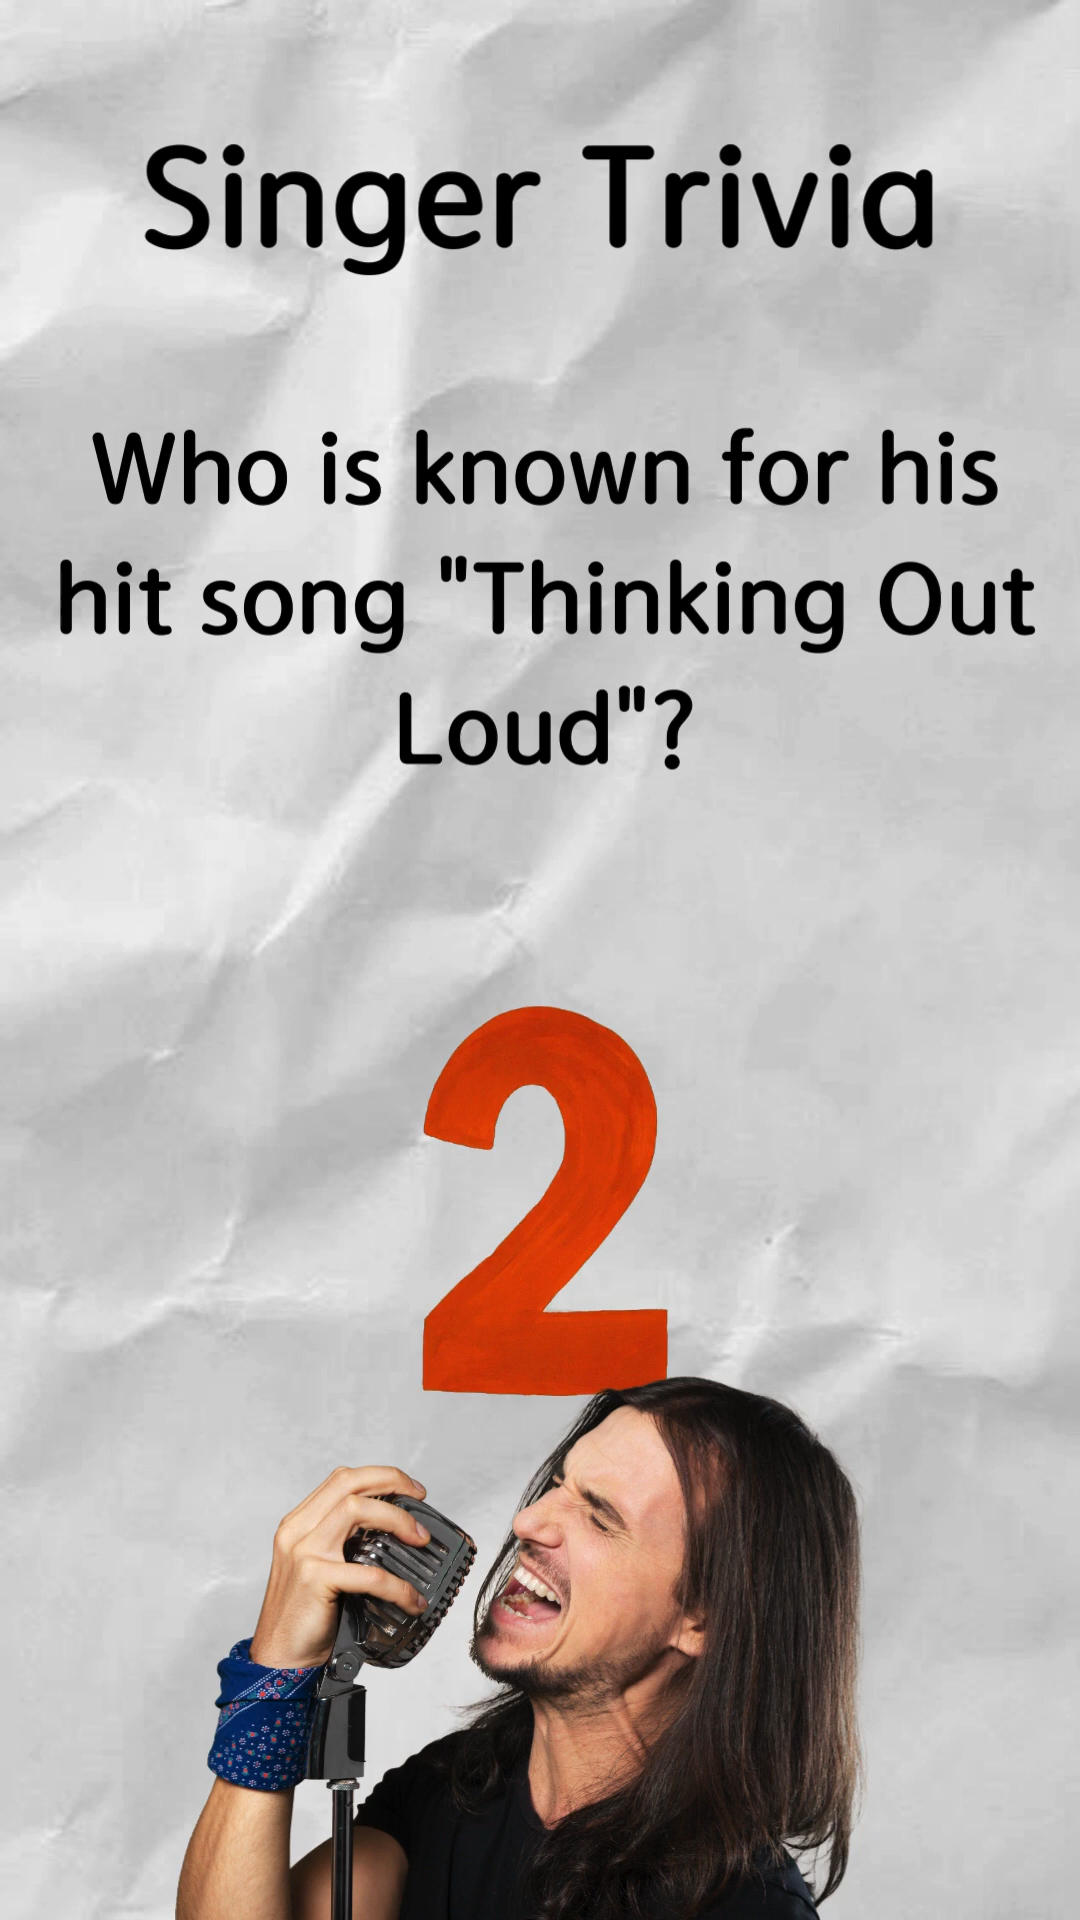 Singer Trivia
Who is known for his
hit song "Thinking Out
Loud"?
2